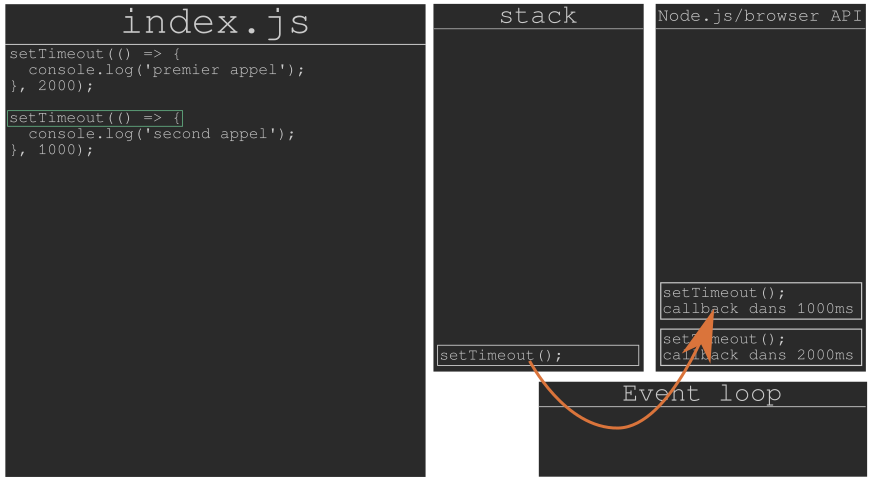 index.js
setTimeout(() => {
  console.log('premier appel');
}, 2000);
setTimeout(() => {
  console.log('second appel');
}, 1000);
stack
setTimeout();
Node.js/browser API
setTimeout();
callback dans 1000ms
setTimeout();
callback dans 2000ms
Event loop